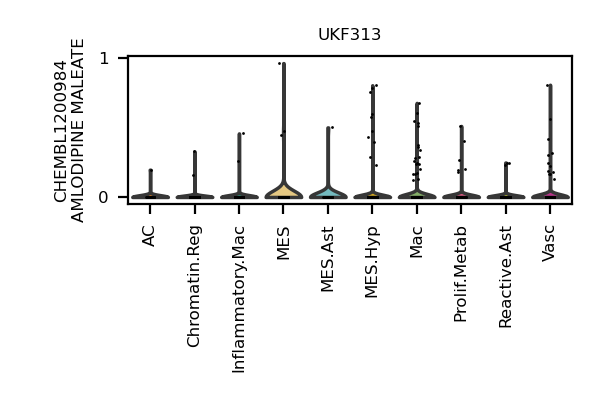 UKF313
CHEMBL1200984
AMLODIPINE MALEATE
1
0
AC
Chromatin.Reg
Inflammatory.Mac
MES
MES.Ast
MES.Hyp
Mac
Prolif.Metab
Reactive.Ast
Vasc